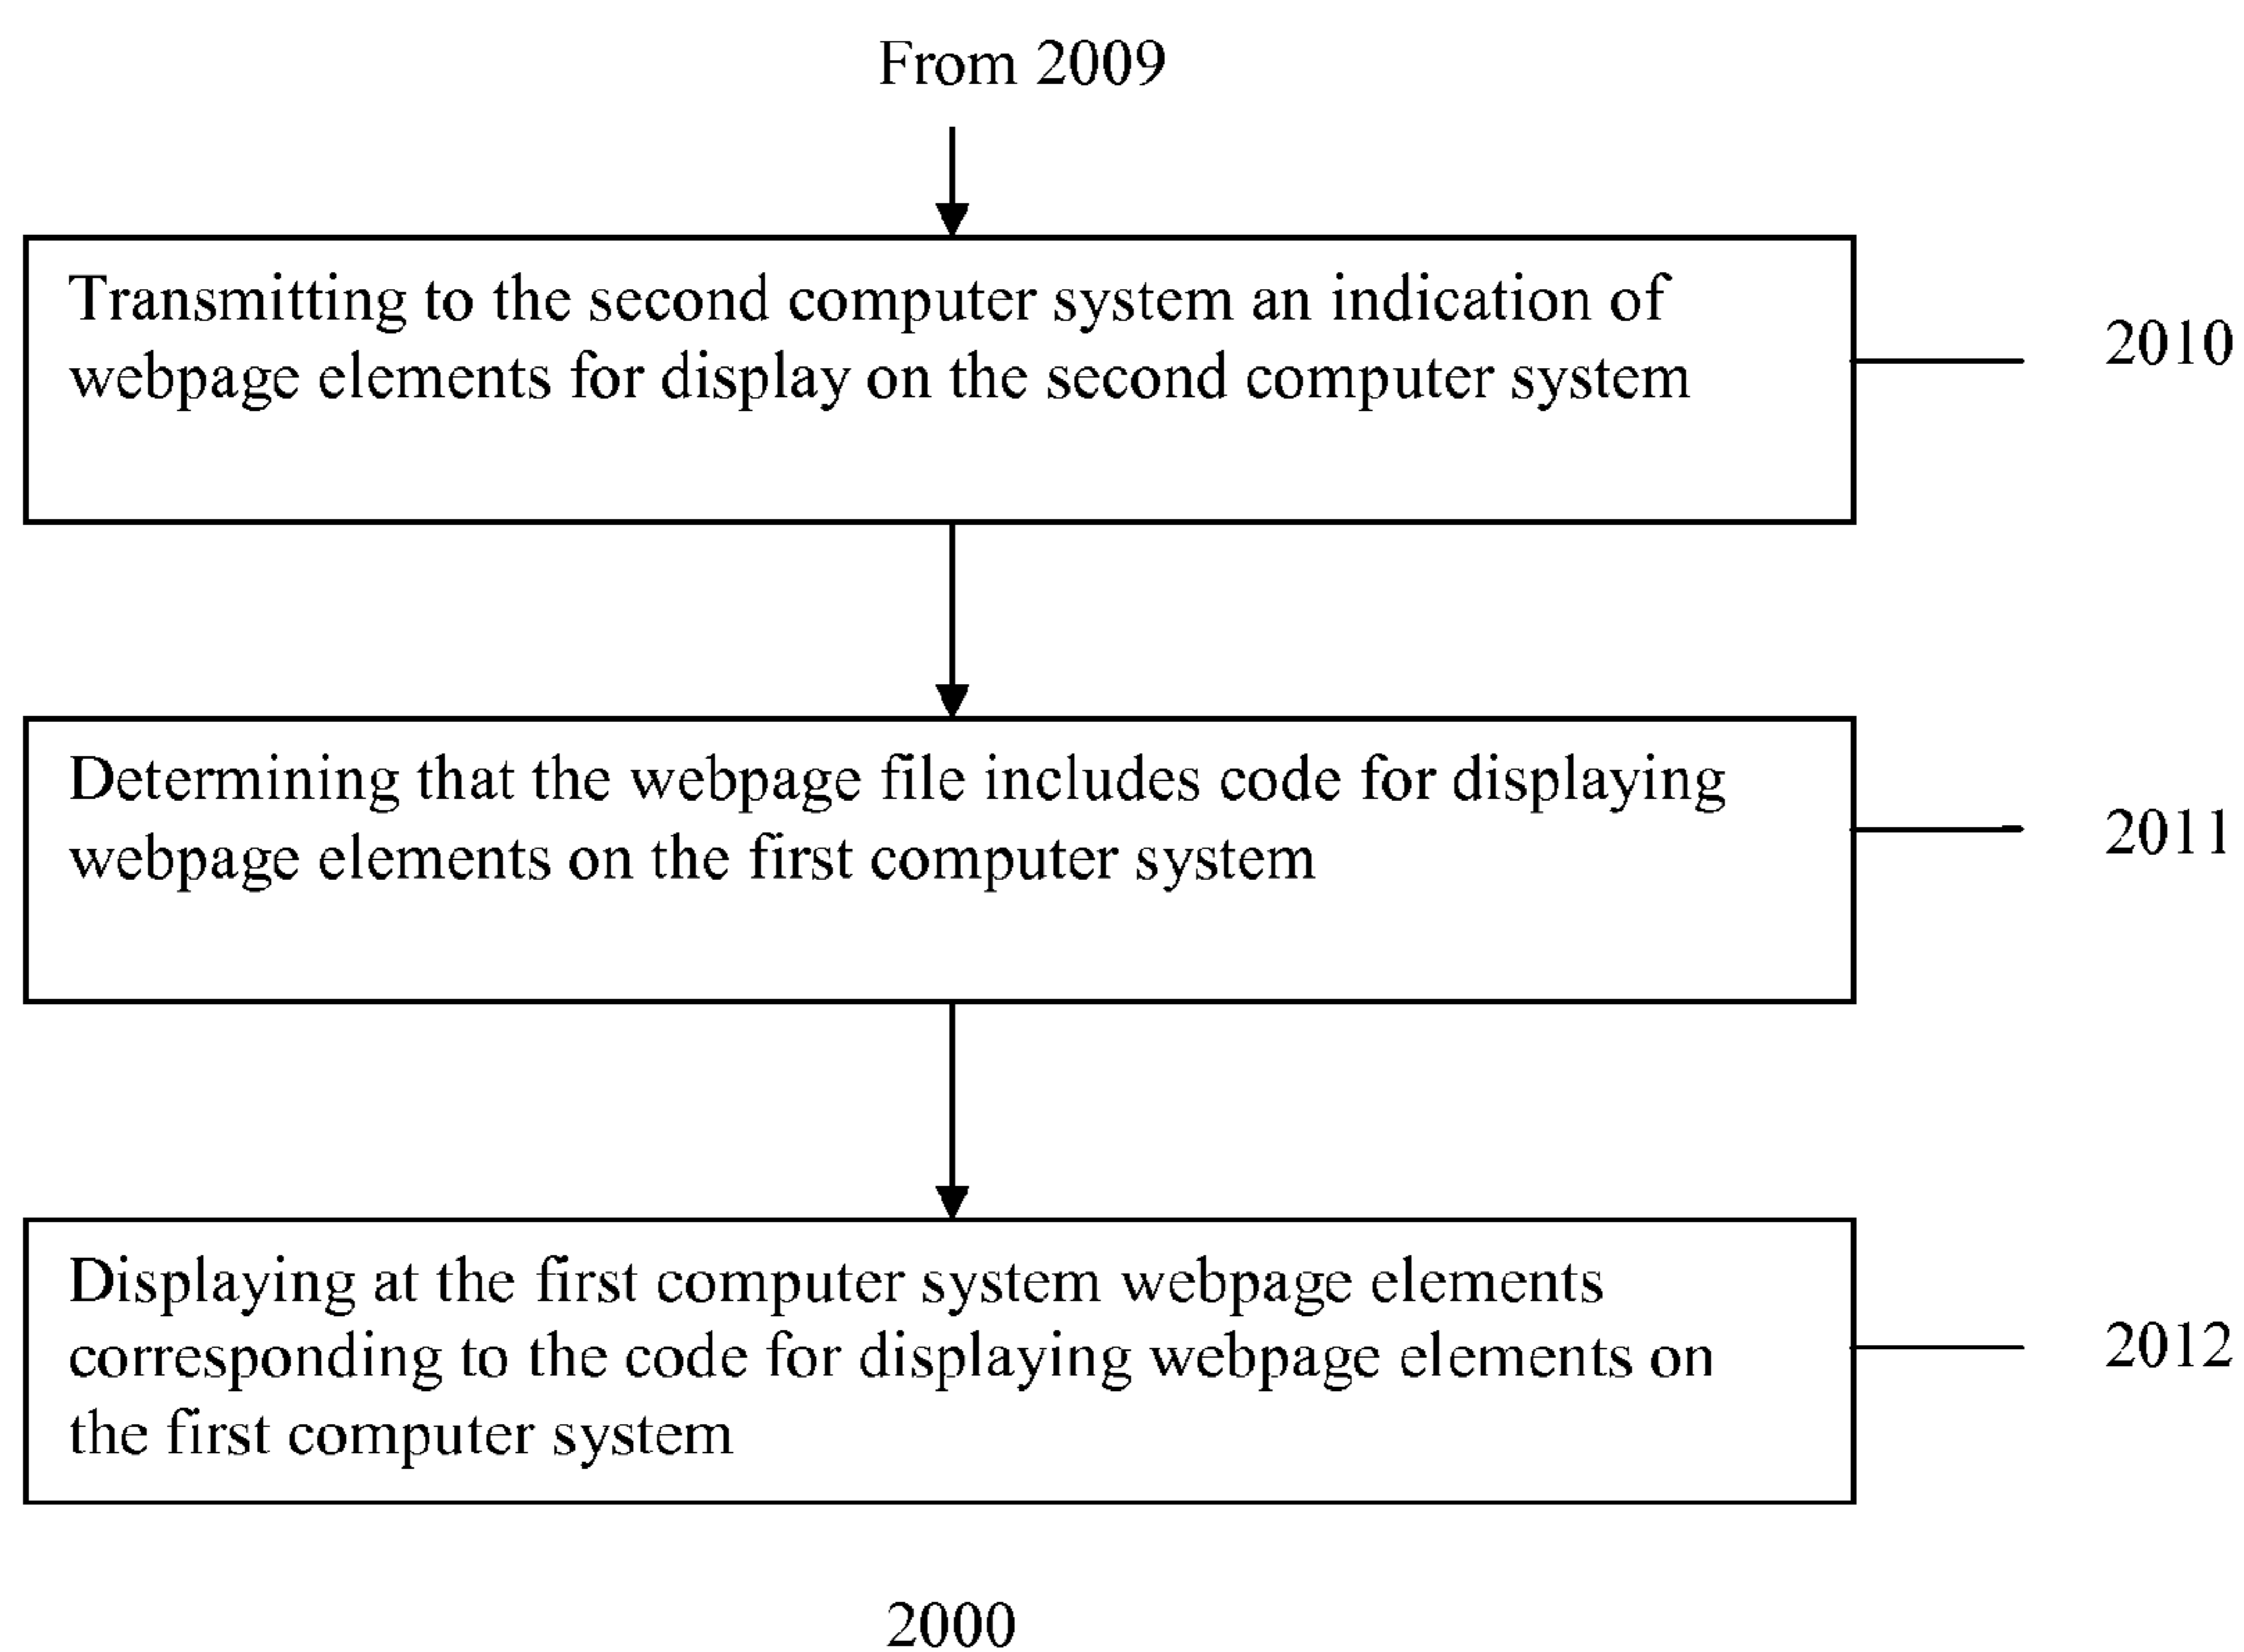 From 2009
Transmitting to the second computer system an indication of
webpage elements for display on the second computer system
2010
Determining that the webpage file includes code for displaying
webpage elements on the first computer system
2011
Displaying at the first computer system webpage elements
corresponding to the code for displaying webpage elements on
the first computer system
2012
2000